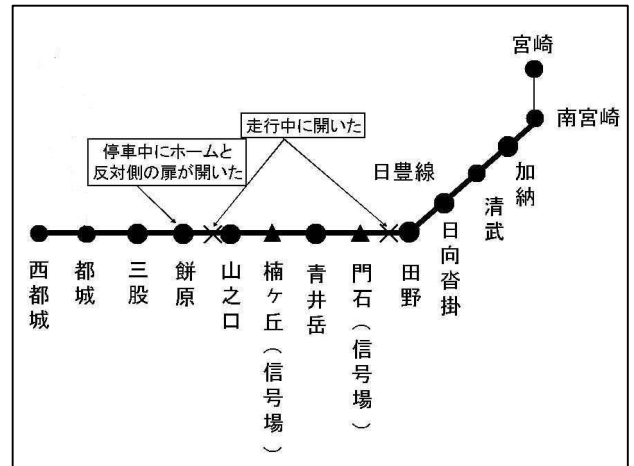 宮崎
南宮崎
走行中に開いた
停車中にホームと
反対側の扉が開いた
日豊線
加納
清武
日向沓掛
田野
門石(信号場)
青井岳
楠ヶ丘(信号場)
山之口
餅原
三股
都城
西都城